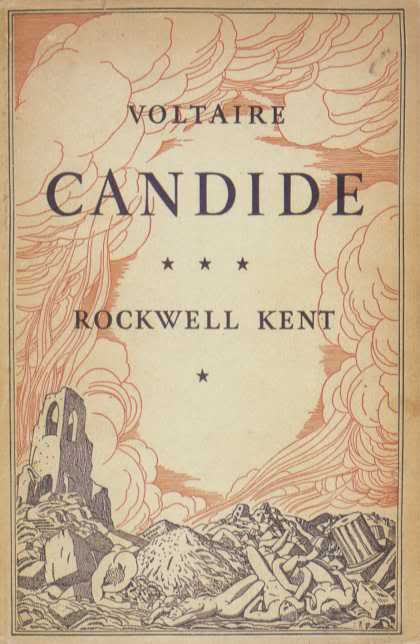 VOLTAIRE
CANDIDE
★ ★ ★
ROCKWELL KENT
★